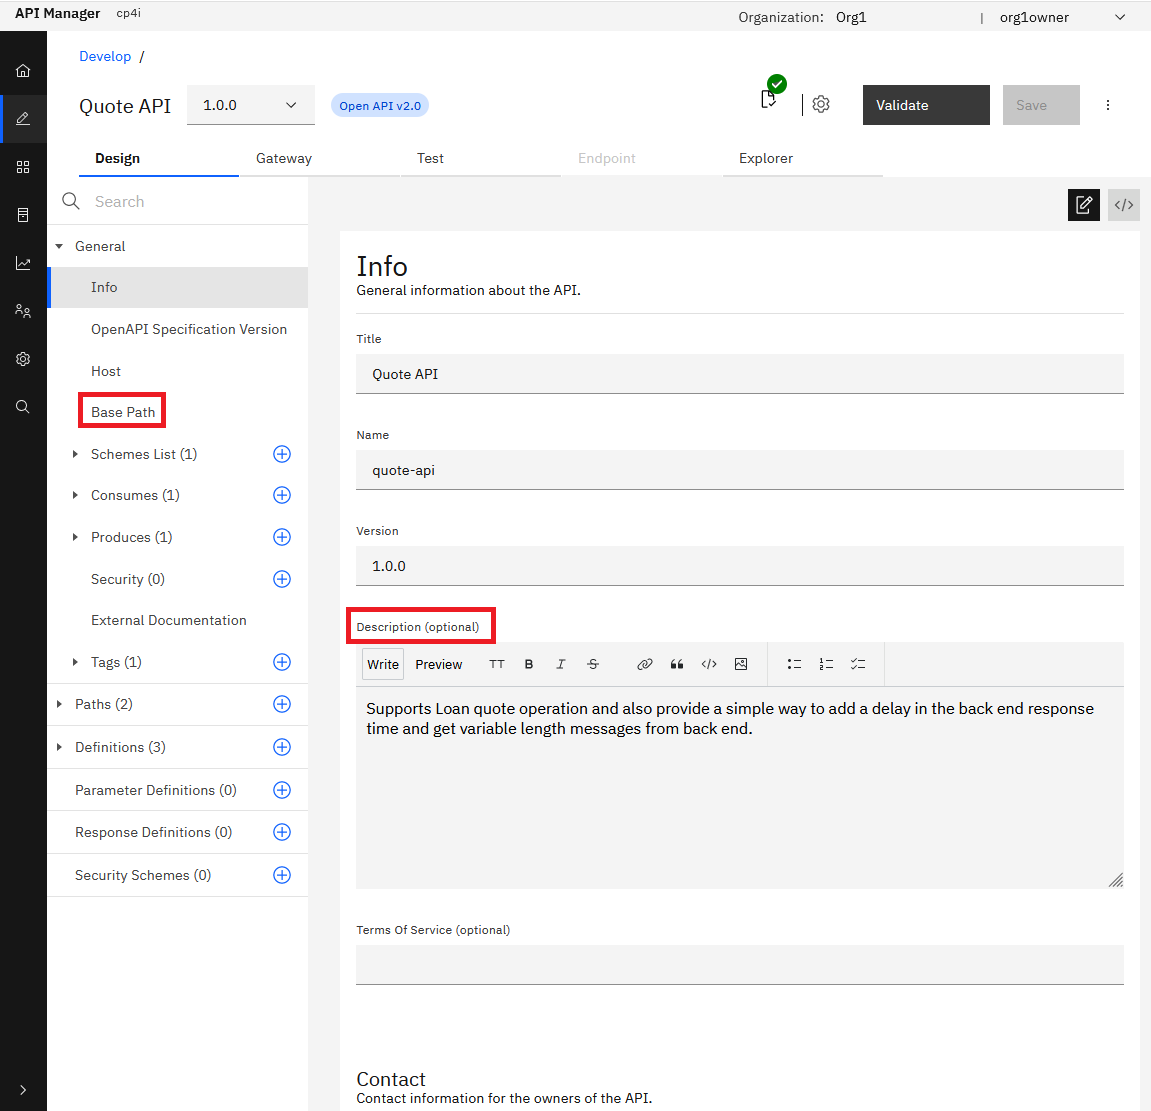 API Manager cp4i
Organization: Org1 | org1owner
Develop /
Quote API 1.0.0 Open API v2.0 Validate Save
Design Gateway Test Endpoint Explorer
Search
General
Info
OpenAPI Specification Version
Host
Base Path
Schemes List (1)
Consumes (1)
Produces (1)
Security (0)
External Documentation
Tags (1)
Paths (2)
Definitions (3)
Parameter Definitions (0)
Response Definitions (0)
Security Schemes (0)
Info
General information about the API.
Title
Quote API
Name
quote-api
Version
1.0.0
Description (optional)
Write Preview TT B I S
Supports Loan quote operation and also provide a simple way to add a delay in the back end response
time and get variable length messages from back end.
Terms Of Service (optional)
Contact
Contact information for the owners of the API.